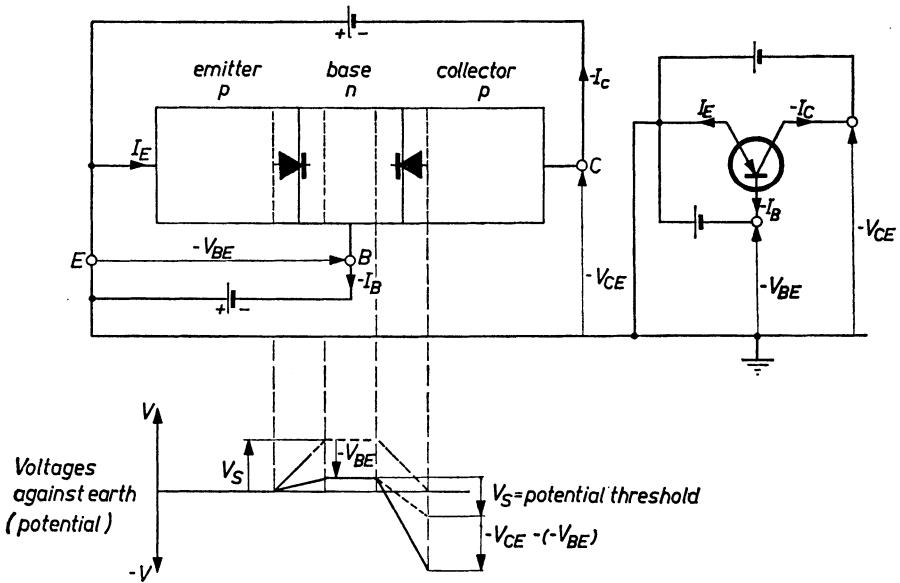 + -
emitter base collector
p n p
-Ic
I_E
C
-V_BE
E B
-I_B
-V_CE
+ -
I_E -I_C
-I_B
-V_CE
-V_BE
V
V_S -V_BE
Voltages
against earth
(potential)
V_S=potential threshold
-V_CE -(-V_BE)
-V